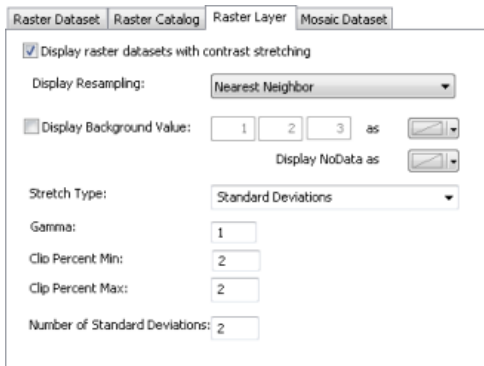 Raster Dataset Raster Catalog Raster Layer Mosaic Dataset
Display raster datasets with contrast stretching
Display Resampling: Nearest Neighbor
Display Background Value: 1 2 3 as
Display NoData as
Stretch Type: Standard Deviations
Gamma: 1
Clip Percent Min: 2
Clip Percent Max: 2
Number of Standard Deviations: 2